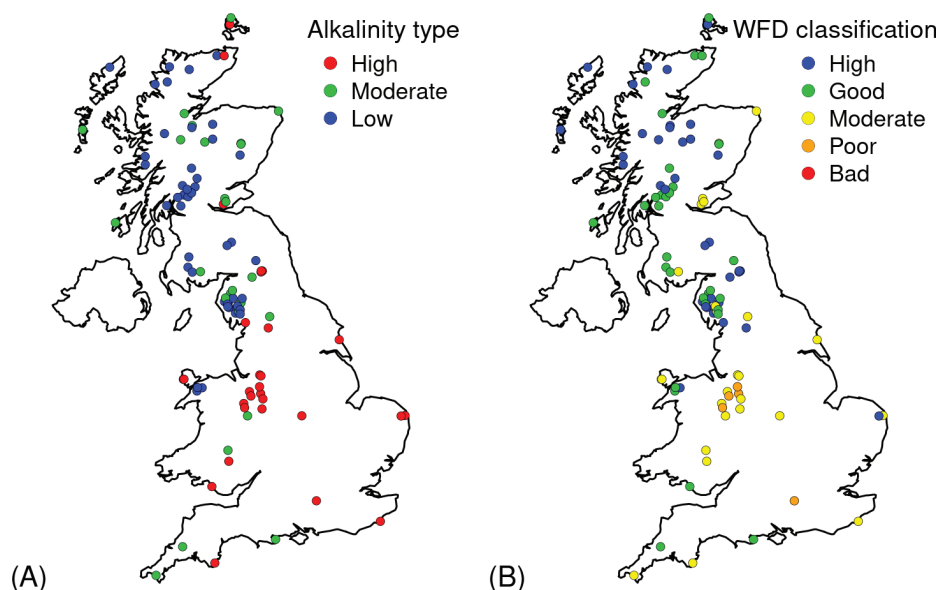 Alkalinity type
High
Moderate
Low
(A)
WFD classification
High
Good
Moderate
Poor
Bad
(B)